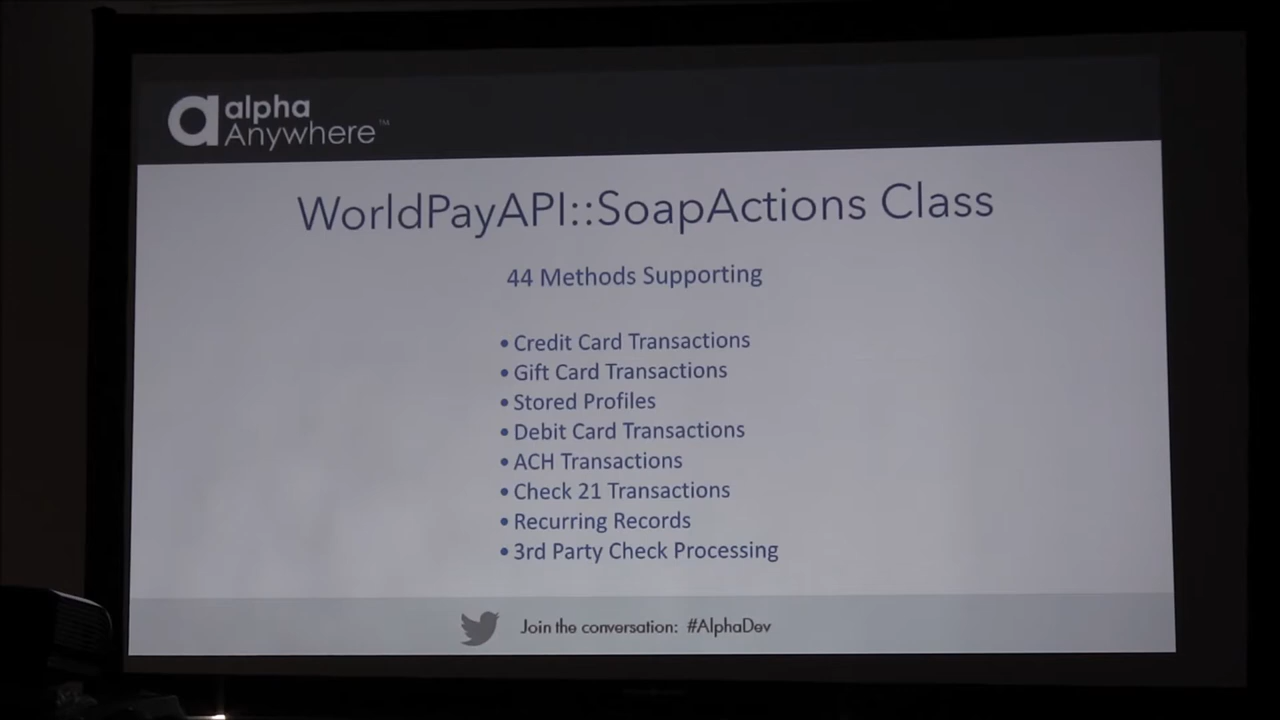 alpha
Anywhere™
WorldPayAPI::SoapActions Class
44 Methods Supporting
• Credit Card Transactions
• Gift Card Transactions
• Stored Profiles
• Debit Card Transactions
• ACH Transactions
• Check 21 Transactions
• Recurring Records
• 3rd Party Check Processing
Join the conversation: #AlphaDev